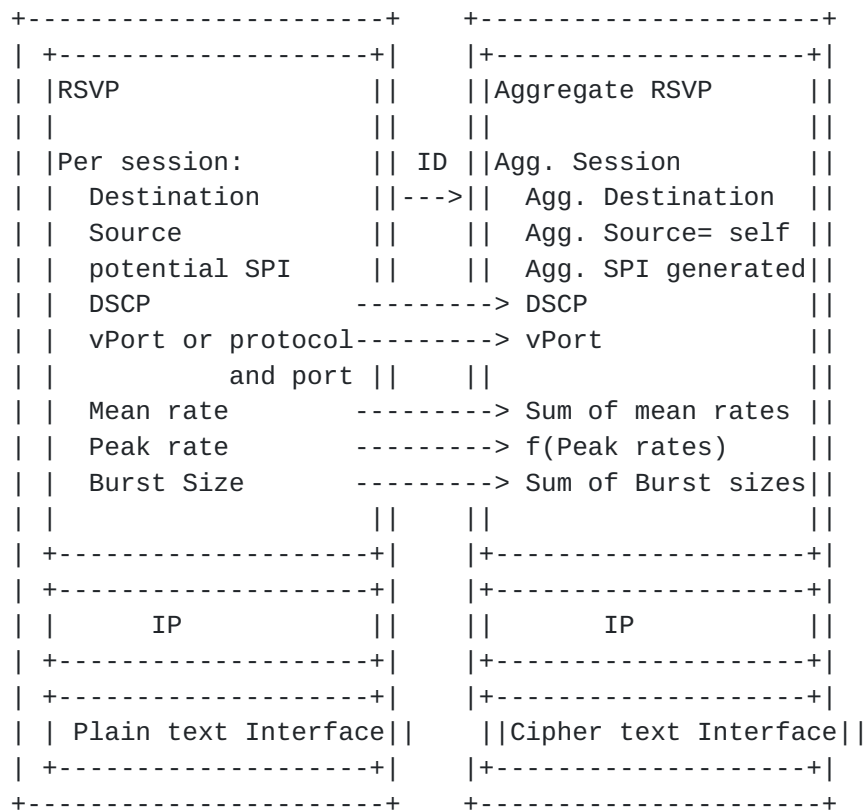 +-----------------------+    +----------------------+
| +--------------------+|    |+--------------------+|
| |RSVP                ||    ||Aggregate RSVP      ||
| |                    ||    ||                    ||
| |Per session:        || ID ||Agg. Session        ||
| |  Destination       ||--->||  Agg. Destination  ||
| |  Source            ||    ||  Agg. Source= self ||
| |  potential SPI     ||    ||  Agg. SPI generated||
| |  DSCP             ---------> DSCP              ||
| |  vPort or protocol---------> vPort             ||
| |           and port ||    ||                    ||
| |  Mean rate        ---------> Sum of mean rates ||
| |  Peak rate        ---------> f(Peak rates)     ||
| |  Burst Size       ---------> Sum of Burst sizes||
| |                    ||    ||                    ||
| +--------------------+|    |+--------------------+|
| +--------------------+|    |+--------------------+|
| |      IP            ||    ||       IP           ||
| +--------------------+|    |+--------------------+|
| +--------------------+|    |+--------------------+|
| | Plain text Interface||    ||Cipher text Interface||
| +--------------------+|    |+--------------------+|
+-----------------------+    +----------------------+